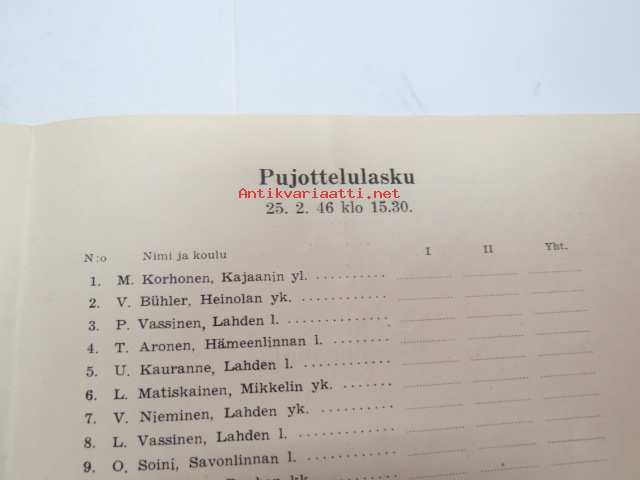 Pujottelulasku
Antikvariaatti.net
25. 2. 46 klo 15.30.
N:o Nimi ja koulu I II Yht.
1. M. Korhonen, Kajaanin yl. ..........
2. V. Bühler, Heinolan yk. ..........
3. P. Vassinen, Lahden l. ..............
4. T. Aronen, Hämeenlinnan l. ........
5. U. Kauranne, Lahden l. ............
6. L. Matiskainen, Mikkelin yk. .......
7. V. Nieminen, Lahden yk. ..........
8. L. Vassinen, Lahden l. ............
9. O. Soini, Savonlinnan l. ...........